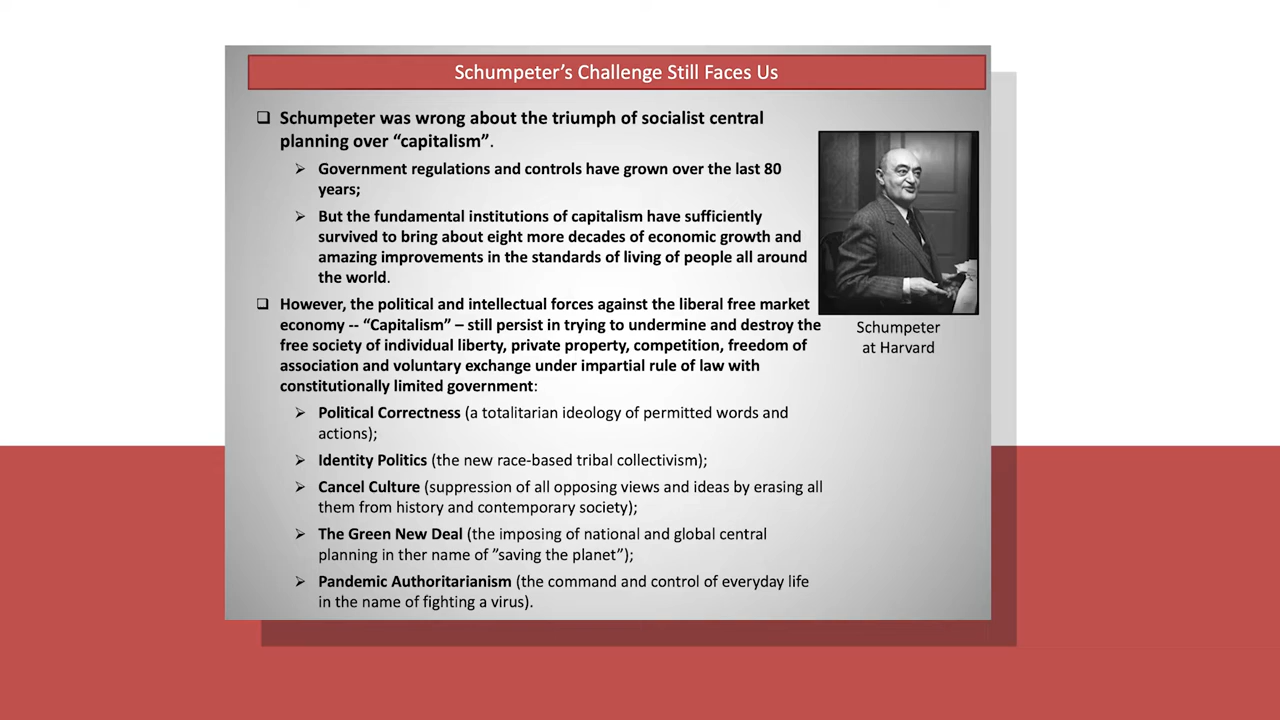 Schumpeter's Challenge Still Faces Us
❑ Schumpeter was wrong about the triumph of socialist central
planning over “capitalism”.
➢ Government regulations and controls have grown over the last 80
years;
➢ But the fundamental institutions of capitalism have sufficiently
survived to bring about eight more decades of economic growth and
amazing improvements in the standards of living of people all around
the world.
❑ However, the political and intellectual forces against the liberal free market
economy -- “Capitalism” – still persist in trying to undermine and destroy the
free society of individual liberty, private property, competition, freedom of
association and voluntary exchange under impartial rule of law with
constitutionally limited government:
➢ Political Correctness (a totalitarian ideology of permitted words and
actions);
➢ Identity Politics (the new race-based tribal collectivism);
➢ Cancel Culture (suppression of all opposing views and ideas by erasing all
them from history and contemporary society);
➢ The Green New Deal (the imposing of national and global central
planning in ther name of ”saving the planet”);
➢ Pandemic Authoritarianism (the command and control of everyday life
in the name of fighting a virus).
Schumpeter
at Harvard